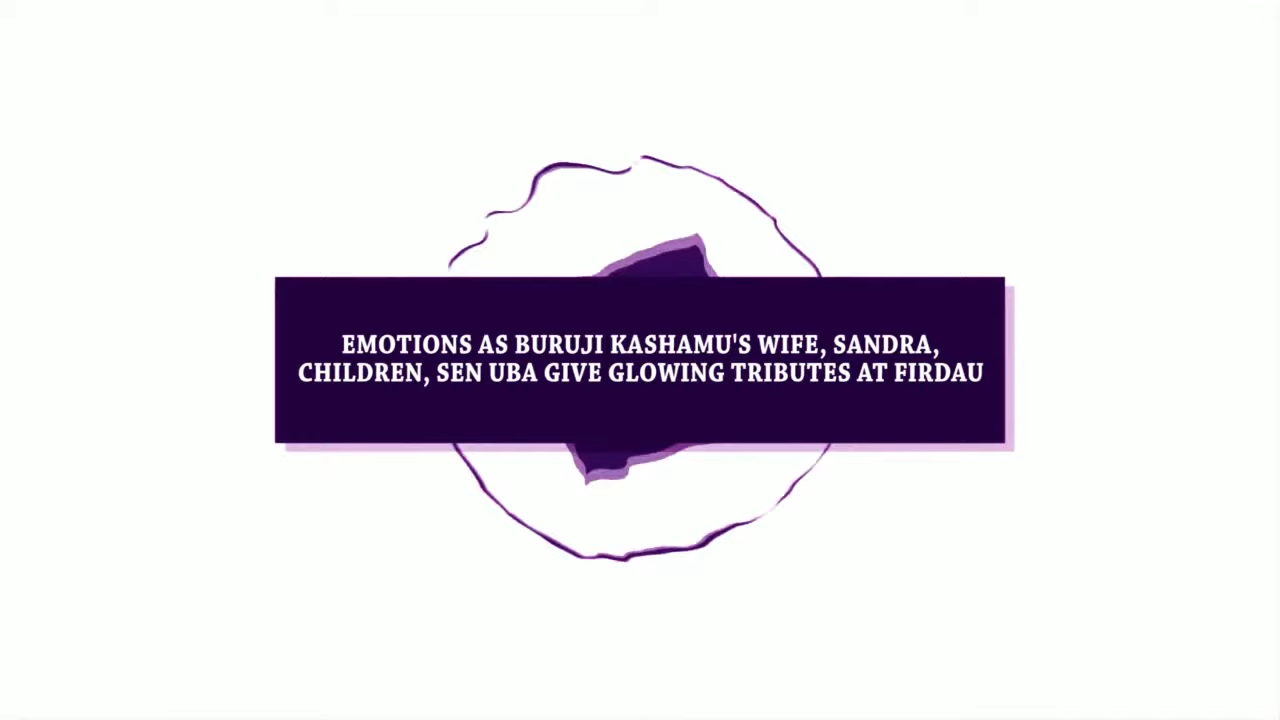 EMOTIONS AS BURUJI KASHAMU'S WIFE, SANDRA,
CHILDREN, SEN UBA GIVE GLOWING TRIBUTES AT FIRDAU